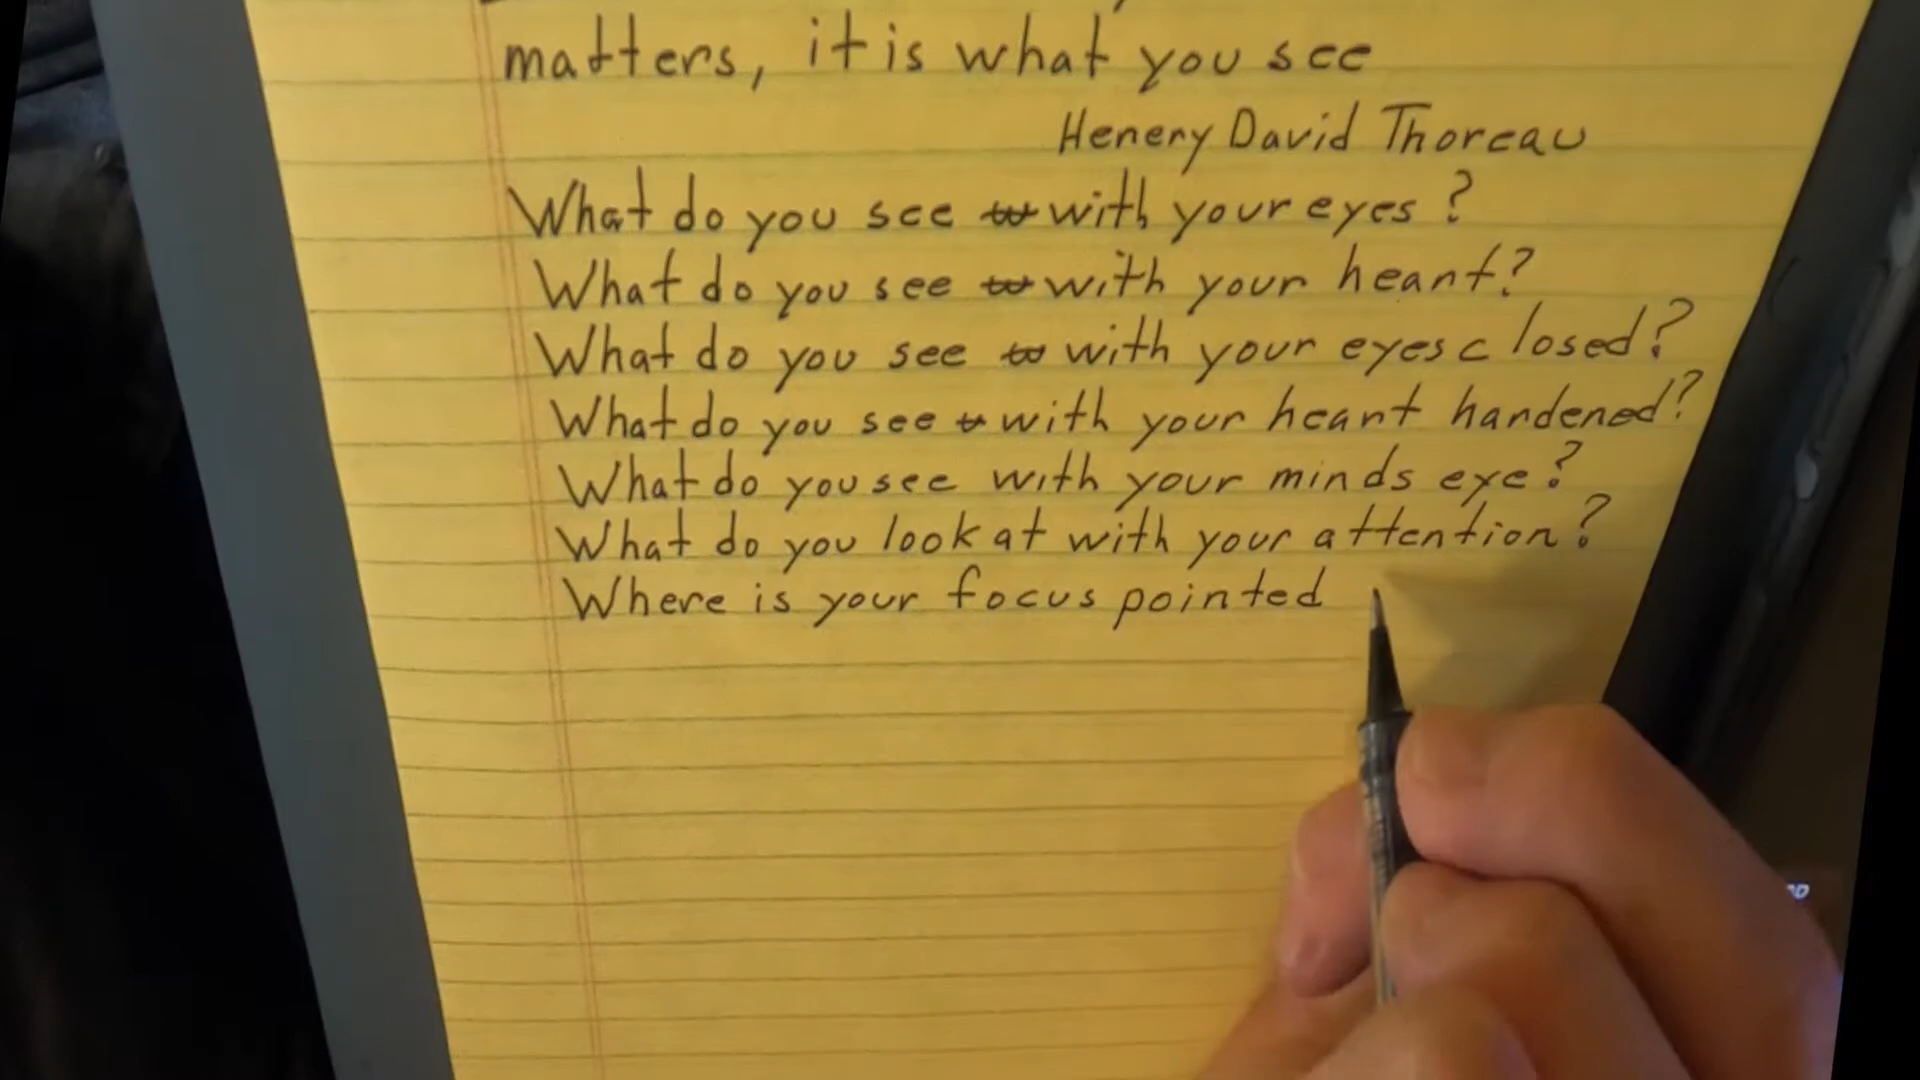 matters, it is what you see
Henery David Thoreau
What do you see with your eyes?
What do you see with your heart?
What do you see to with your eyes closed?
What do you see with your heart hardened?
What do you see with your minds eye?
What do you look at with your attention?
Where is your focus pointed